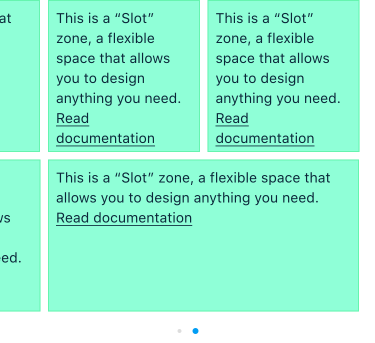 at
This is a “Slot”
zone, a flexible
space that allows
you to design
anything you need.
Read
documentation
This is a “Slot”
zone, a flexible
space that allows
you to design
anything you need.
Read
documentation
This is a “Slot” zone, a flexible space that
allows you to design anything you need.
Read documentation